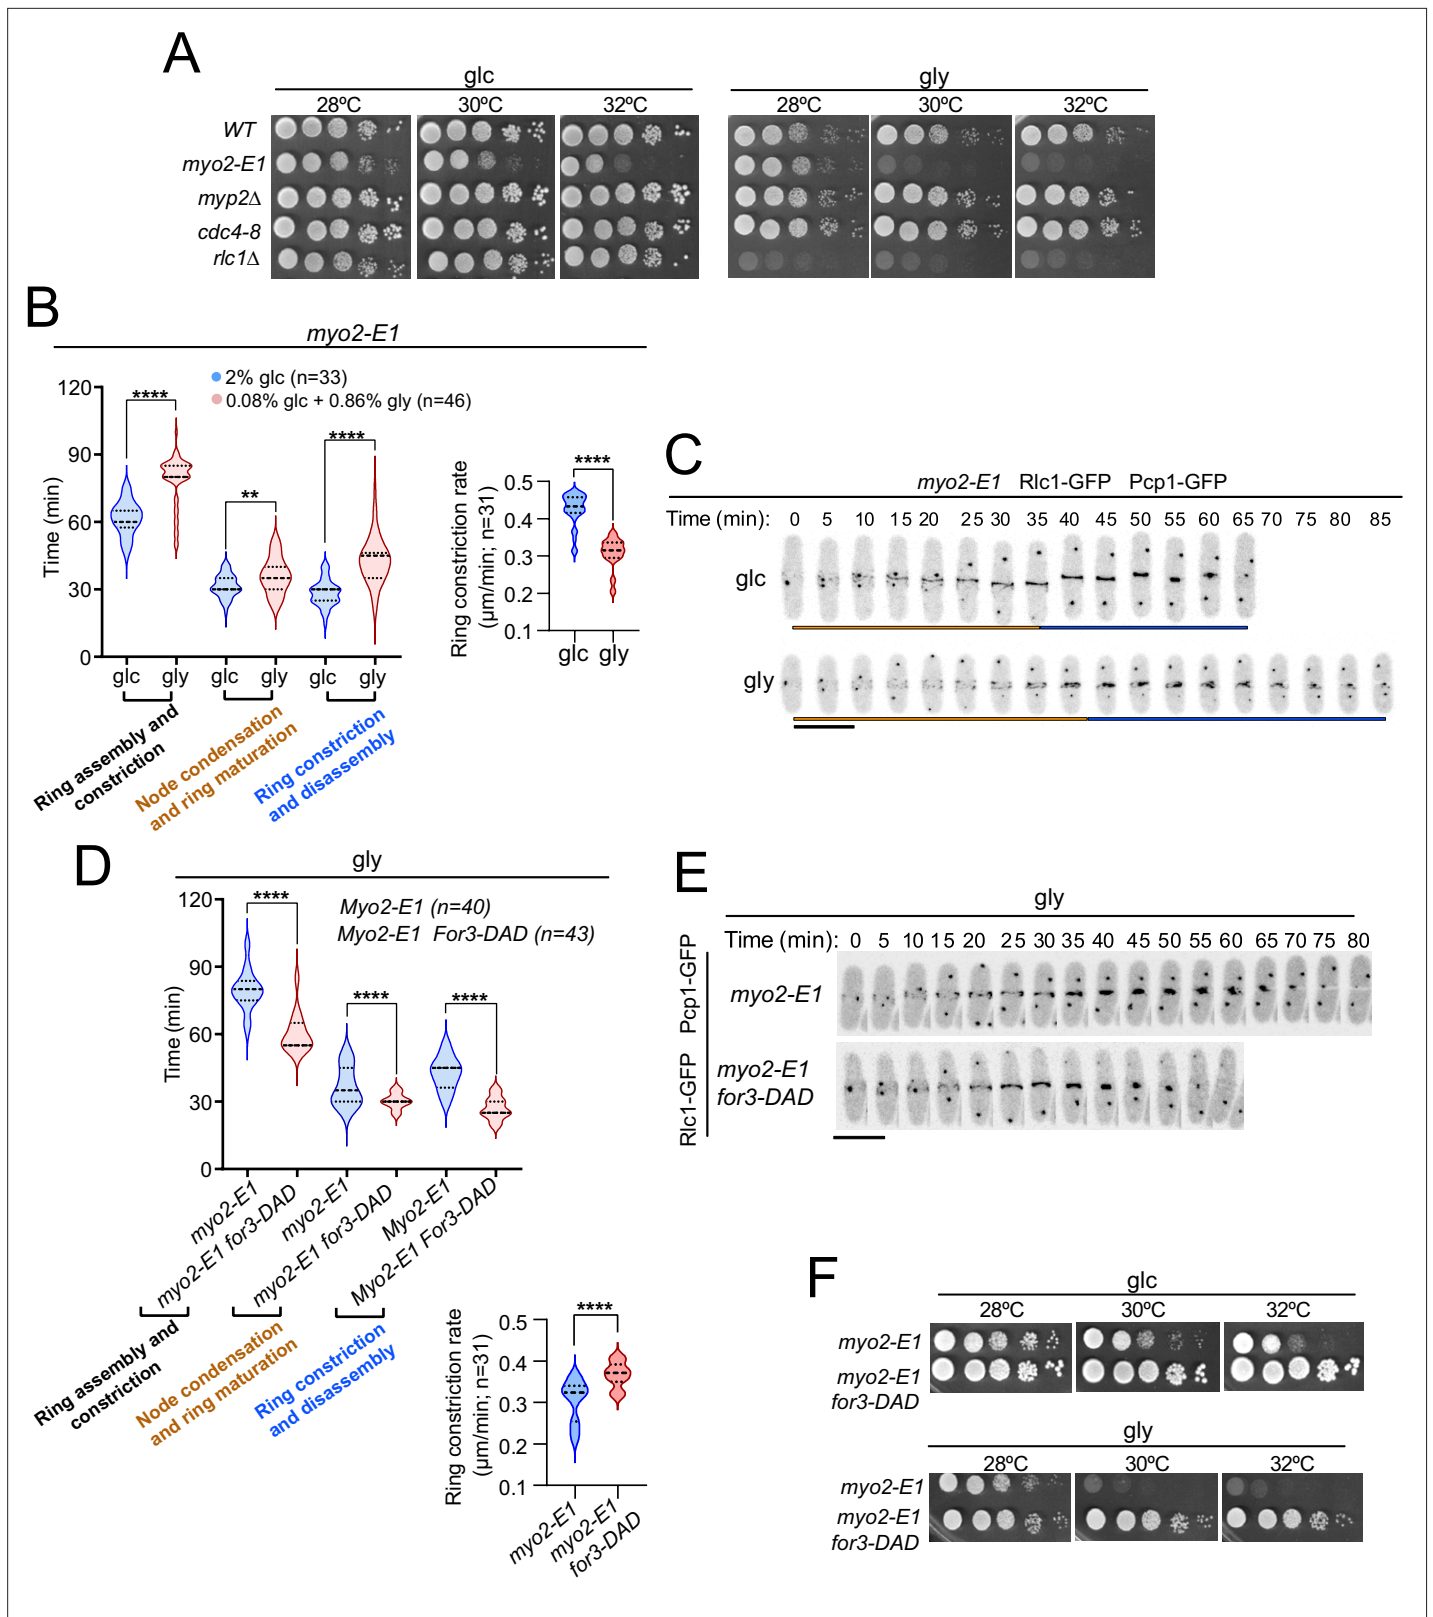 A
glc
gly
28ºC 30ºC 32ºC
28ºC 30ºC 32ºC
WT
myo2-E1
myp2Δ
cdc4-8
rlc1Δ
B
myo2-E1
2% glc (n=33)
0.08% glc + 0.86% gly (n=46)
Time (min)
120
90
60
30
0
****
**
****
glc gly glc gly glc gly
Ring assembly and
constriction
Node condensation
and ring maturation
Ring constriction
and disassembly
Ring constriction rate
(µm/min; n=31)
0.5
0.4
0.3
0.2
0.1
****
glc gly
C
myo2-E1 Rlc1-GFP Pcp1-GFP
Time (min): 0 5 10 15 20 25 30 35 40 45 50 55 60 65 70 75 80 85
glc
gly
D
gly
Myo2-E1 (n=40)
Myo2-E1 For3-DAD (n=43)
Time (min)
120
90
60
30
0
****
****
****
myo2-E1
myo2-E1 for3-DAD
myo2-E1
myo2-E1 for3-DAD
Myo2-E1
Myo2-E1 For3-DAD
Ring assembly and
constriction
Node condensation
and ring maturation
Ring constriction
and disassembly
Ring constriction rate
(µm/min; n=31)
0.5
0.4
0.3
0.2
0.1
****
myo2-E1
myo2-E1
for3-DAD
E
gly
Time (min): 0 5 10 15 20 25 30 35 40 45 50 55 60 65 70 75 80
Rlc1-GFP Pcp1-GFP
myo2-E1
myo2-E1
for3-DAD
F
glc
28ºC 30ºC 32ºC
myo2-E1
myo2-E1
for3-DAD
gly
28ºC 30ºC 32ºC
myo2-E1
myo2-E1
for3-DAD